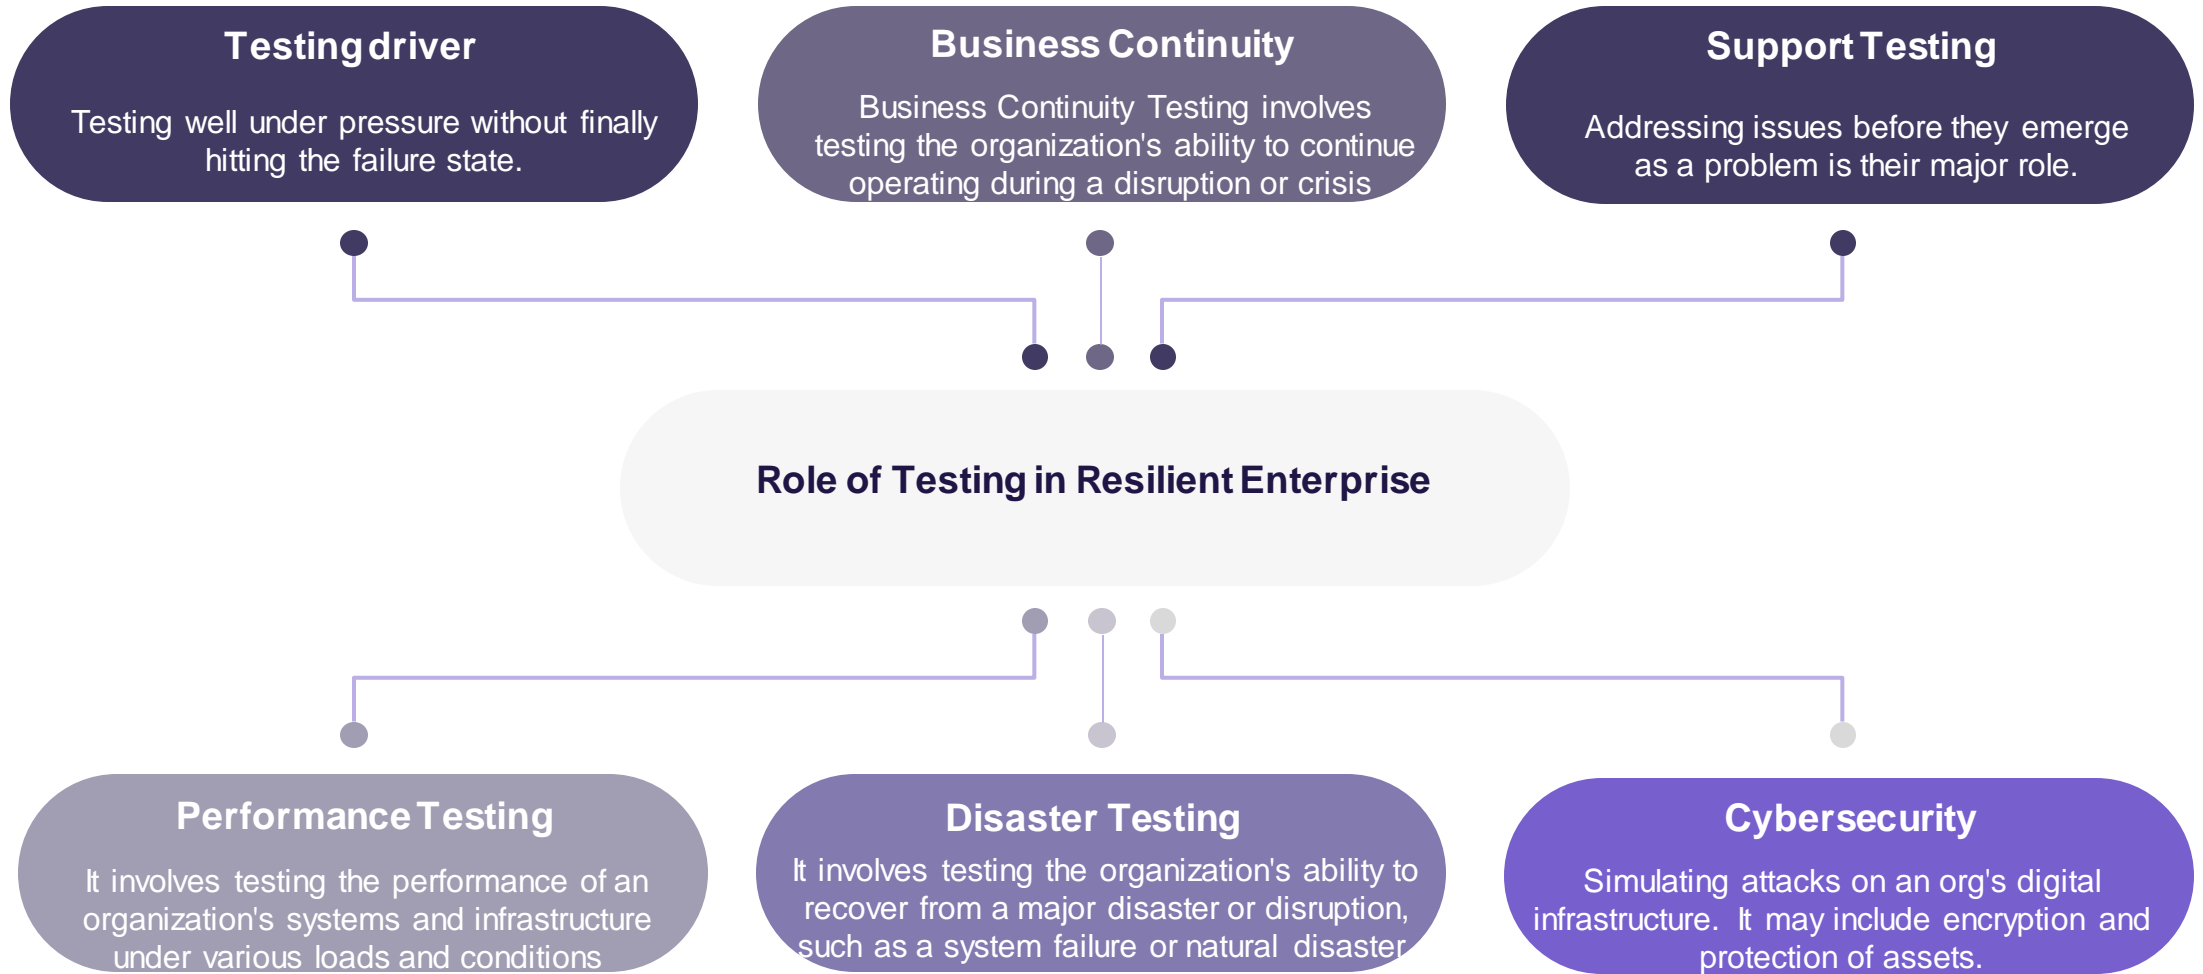 Testing driver
Testing well under pressure without finally
hitting the failure state.
Business Continuity
Business Continuity Testing involves
testing the organization's ability to continue
operating during a disruption or crisis
Support Testing
Addressing issues before they emerge
as a problem is their major role.
Role of Testing in Resilient Enterprise
Performance Testing
It involves testing the performance of an
organization's systems and infrastructure
under various loads and conditions
Disaster Testing
It involves testing the organization's ability to
recover from a major disaster or disruption,
such as a system failure or natural disaster.
Cybersecurity
Simulating attacks on an org's digital
infrastructure. It may include encryption and
protection of assets.